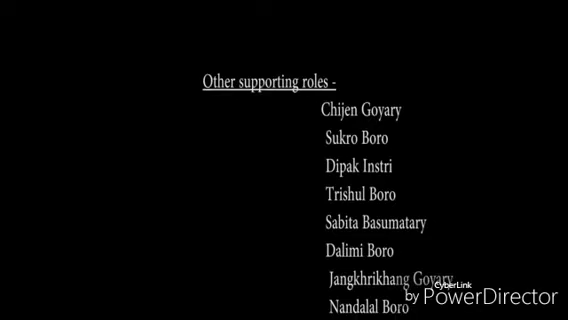 Other supporting roles -
Chijen Goyary
Sukro Boro
Dipak Instri
Trishul Boro
Sabita Basumatary
Dalimi Boro
Jangkhrikhang Goyary
Nandalal Boro
CyberLink
by PowerDirector